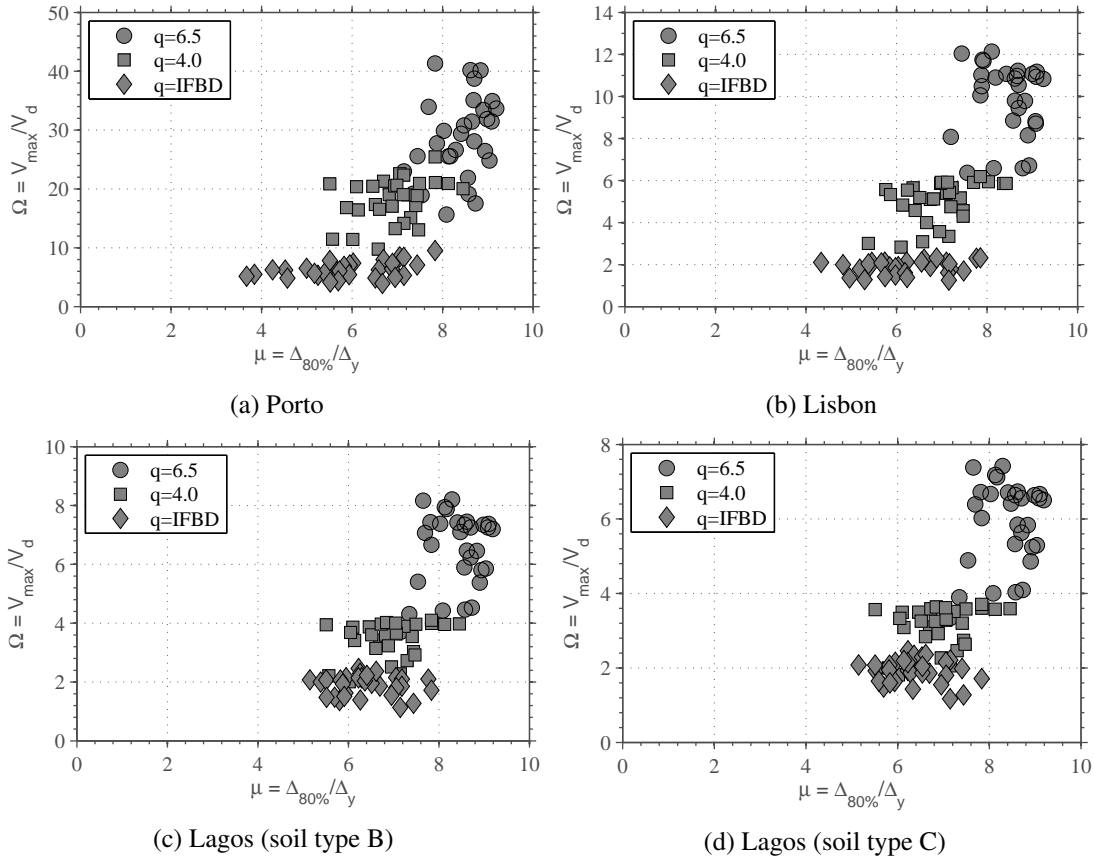 50
40
30
20
10
0
Ω = V_max/V_d
q=6.5
q=4.0
q=IFBD
0 2 4 6 8 10
μ = Δ_80%/Δ_y
(a) Porto
14
12
10
8
6
4
2
0
Ω = V_max/V_d
q=6.5
q=4.0
q=IFBD
0 2 4 6 8 10
μ = Δ_80%/Δ_y
(b) Lisbon
10
8
6
4
2
0
Ω = V_max/V_d
q=6.5
q=4.0
q=IFBD
0 2 4 6 8 10
μ = Δ_80%/Δ_y
(c) Lagos (soil type B)
8
6
4
2
0
Ω = V_max/V_d
q=6.5
q=4.0
q=IFBD
0 2 4 6 8 10
μ = Δ_80%/Δ_y
(d) Lagos (soil type C)